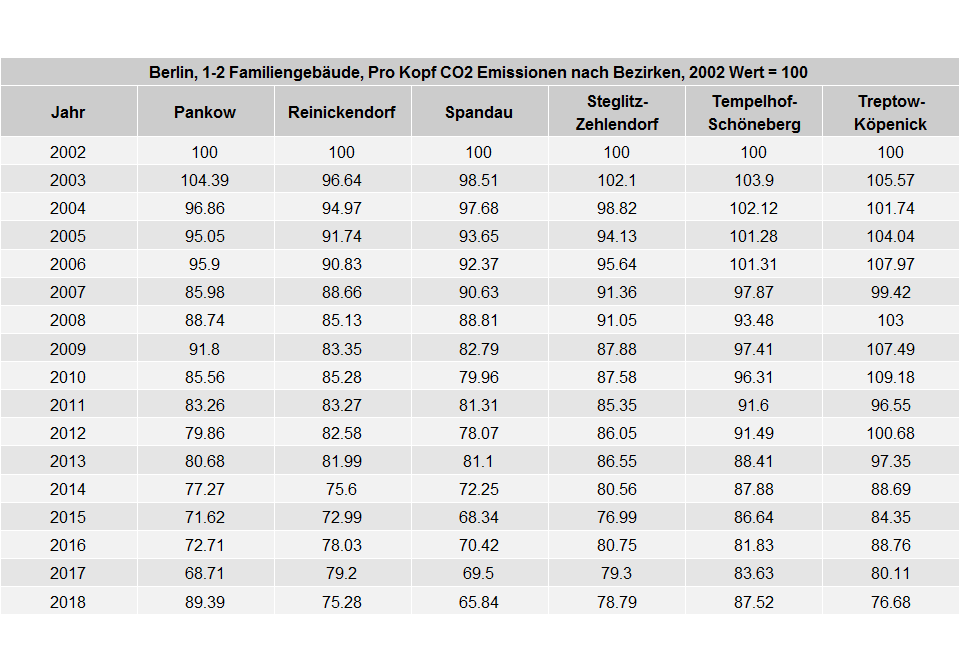 Berlin, 1-2 Familiengebäude, Pro Kopf CO2 Emissionen nach Bezirken, 2002 Wert = 100
Jahr Pankow Reinickendorf Spandau Steglitz-Zehlendorf Tempelhof-Schöneberg Treptow-Köpenick
2002 100 100 100 100 100 100
2003 104.39 96.64 98.51 102.1 103.9 105.57
2004 96.86 94.97 97.68 98.82 102.12 101.74
2005 95.05 91.74 93.65 94.13 101.28 104.04
2006 95.9 90.83 92.37 95.64 101.31 107.97
2007 85.98 88.66 90.63 91.36 97.87 99.42
2008 88.74 85.13 88.81 91.05 93.48 103
2009 91.8 83.35 82.79 87.88 97.41 107.49
2010 85.56 85.28 79.96 87.58 96.31 109.18
2011 83.26 83.27 81.31 85.35 91.6 96.55
2012 79.86 82.58 78.07 86.05 91.49 100.68
2013 80.68 81.99 81.1 86.55 88.41 97.35
2014 77.27 75.6 72.25 80.56 87.88 88.69
2015 71.62 72.99 68.34 76.99 86.64 84.35
2016 72.71 78.03 70.42 80.75 81.83 88.76
2017 68.71 79.2 69.5 79.3 83.63 80.11
2018 89.39 75.28 65.84 78.79 87.52 76.68